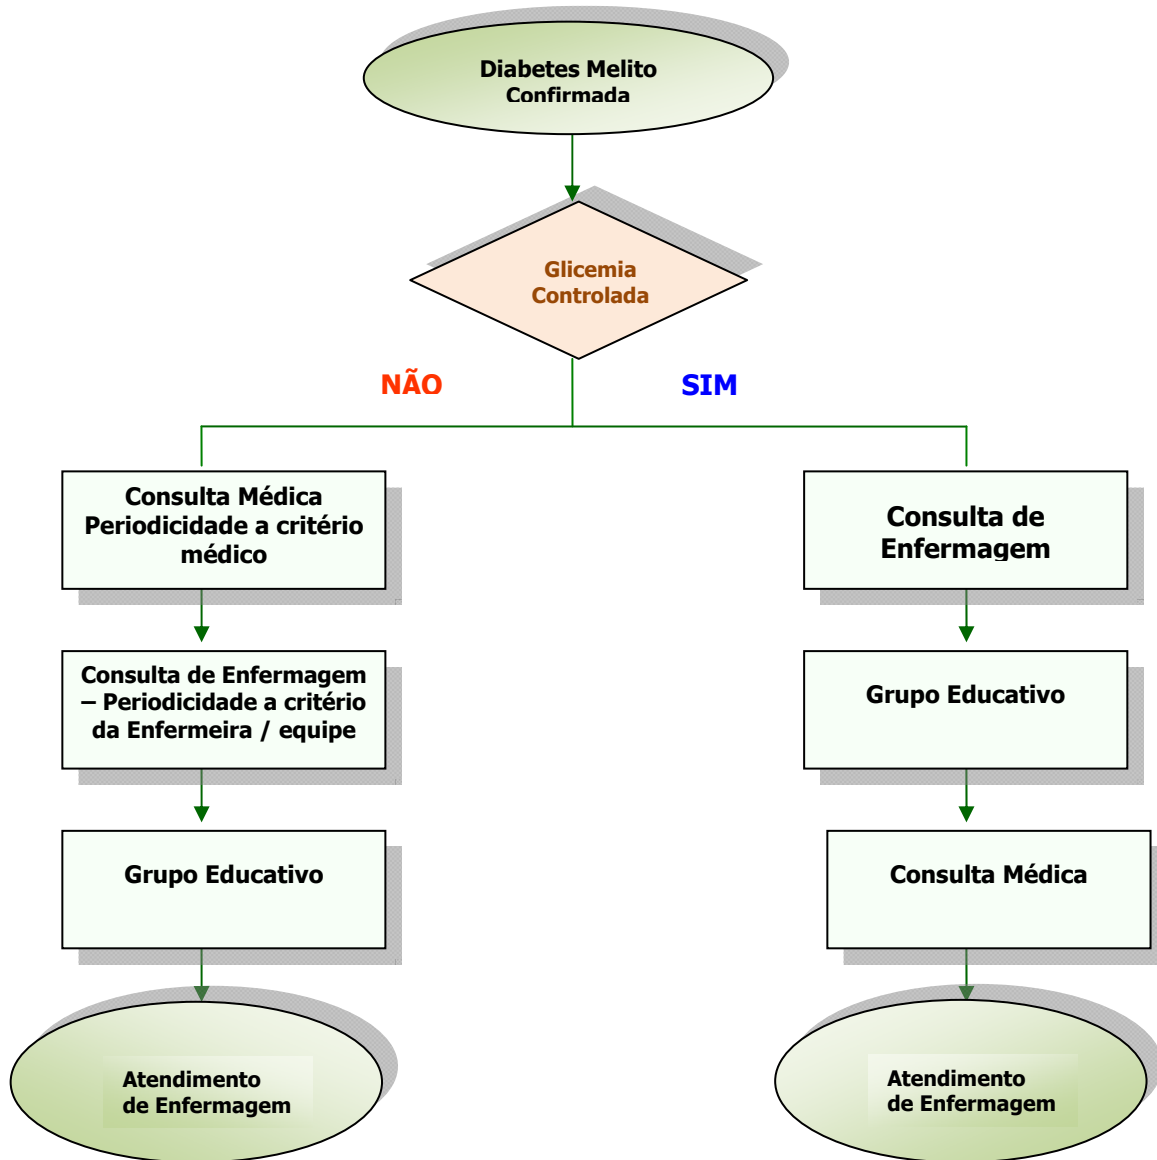 Diabetes Melito
Confirmada
Glicemia
Controlada
NÃO
SIM
Consulta Médica
Periodicidade a critério
médico
Consulta de Enfermagem
– Periodicidade a critério
da Enfermeira / equipe
Grupo Educativo
Atendimento
de Enfermagem
Consulta de
Enfermagem
Grupo Educativo
Consulta Médica
Atendimento
de Enfermagem